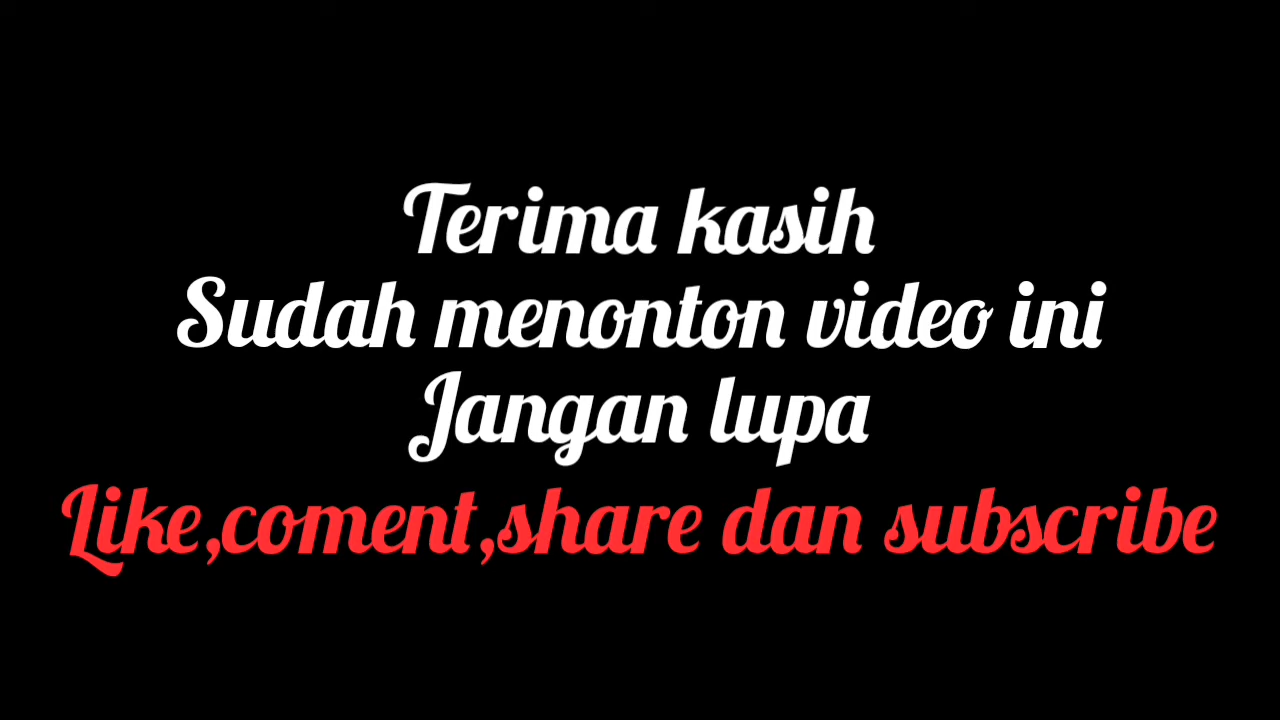 Terima kasih
Sudah menonton video ini
Jangan lupa
Like,coment,share dan subscribe